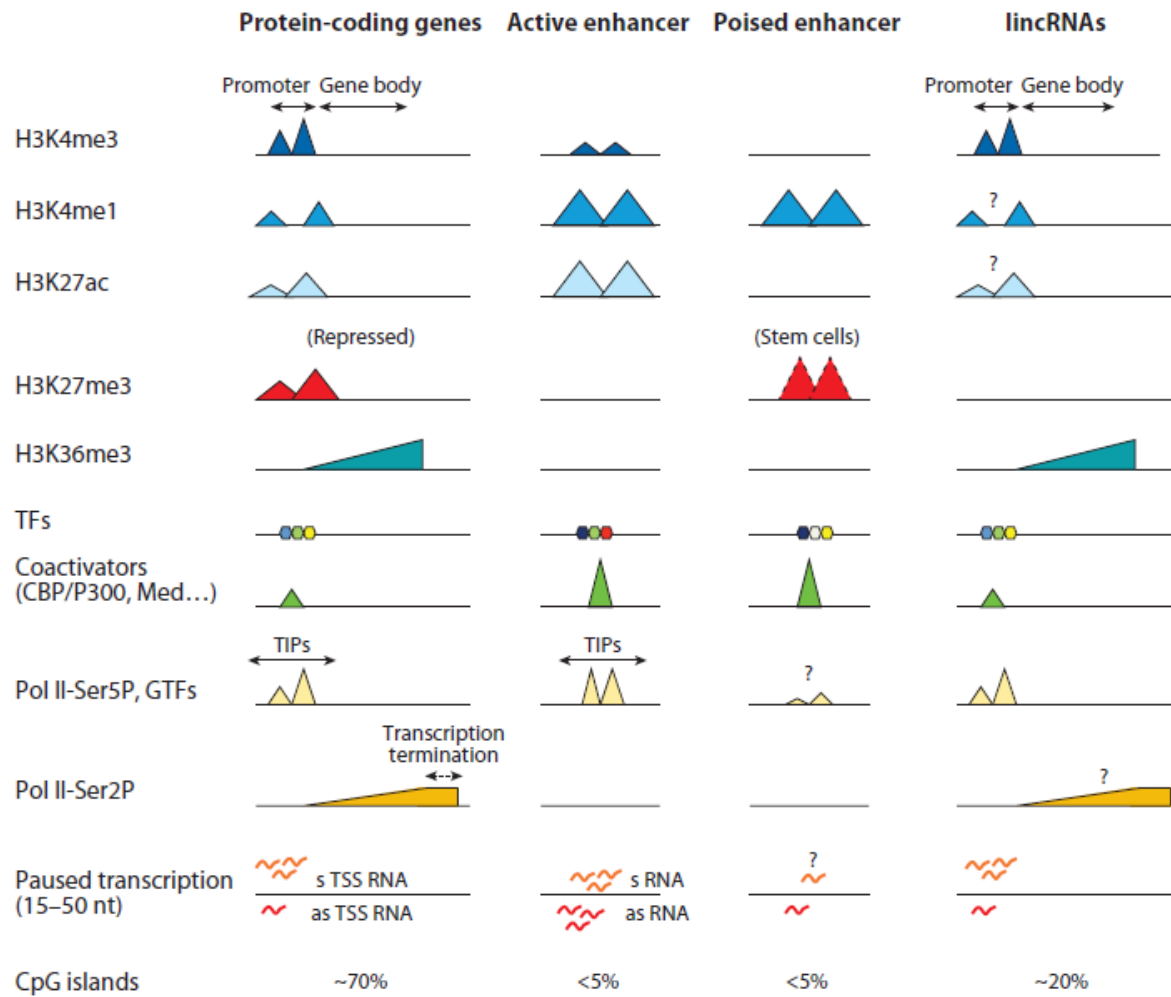 Protein-coding genes Active enhancer Poised enhancer lincRNAs
Promoter Gene body Promoter Gene body
H3K4me3
H3K4me1 ?
H3K27ac ?
(Repressed) (Stem cells)
H3K27me3
H3K36me3
TFs
Coactivators
(CBP/P300, Med…)
TIPs TIPs
Pol II-Ser5P, GTFs ?
Transcription
termination
Pol II-Ser2P ?
Paused transcription
(15–50 nt)
s TSS RNA s RNA ?
as TSS RNA as RNA
CpG islands ~70% <5% <5% ~20%